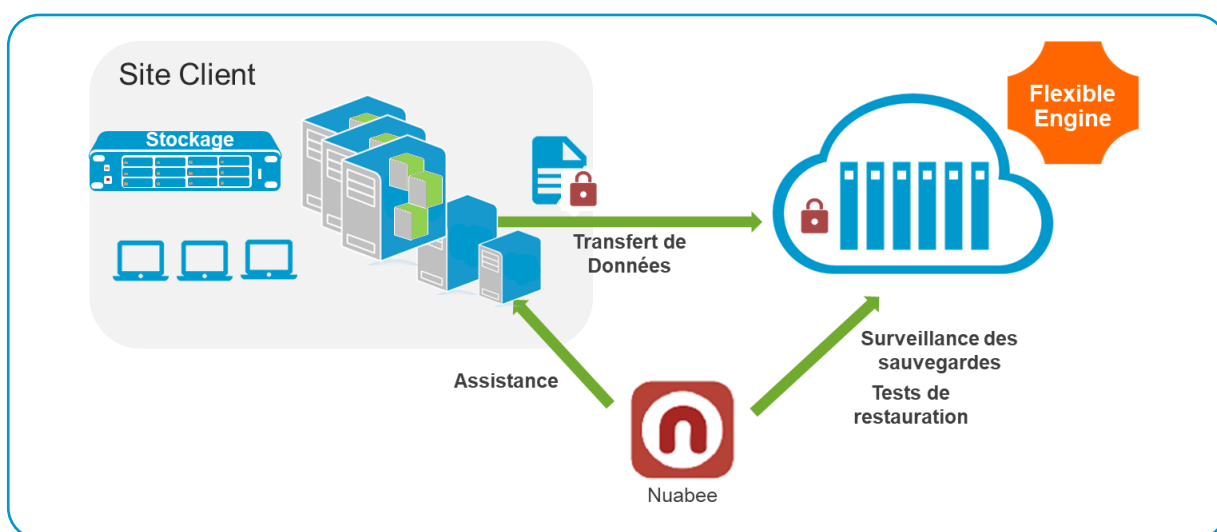 Site Client
Flexible
Engine
Stockage
Transfert de
Données
Surveillance des
sauvegardes
Assistance
Tests de
restauration
n
Nuabee